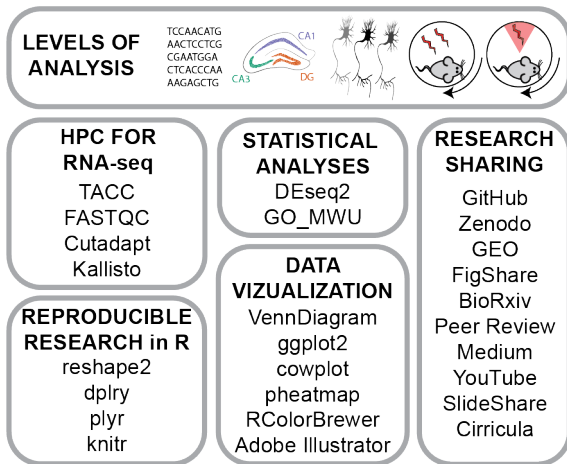 LEVELS OF
ANALYSIS
TCCAACATG
AACTCCTCG
CGAATGGA
CTCACCCAA
AAGAGCTG
CA1
CA3
DG
HPC FOR
RNA-seq
TACC
FASTQC
Cutadapt
Kallisto
REPRODUCIBLE
RESEARCH in R
reshape2
dplry
plyr
knitr
STATISTICAL
ANALYSES
DEseq2
GO_MWU
DATA
VIZUALIZATION
VennDiagram
ggplot2
cowplot
pheatmap
RColorBrewer
Adobe Illustrator
RESEARCH
SHARING
GitHub
Zenodo
GEO
FigShare
BioRxiv
Peer Review
Medium
YouTube
SlideShare
Cirricula